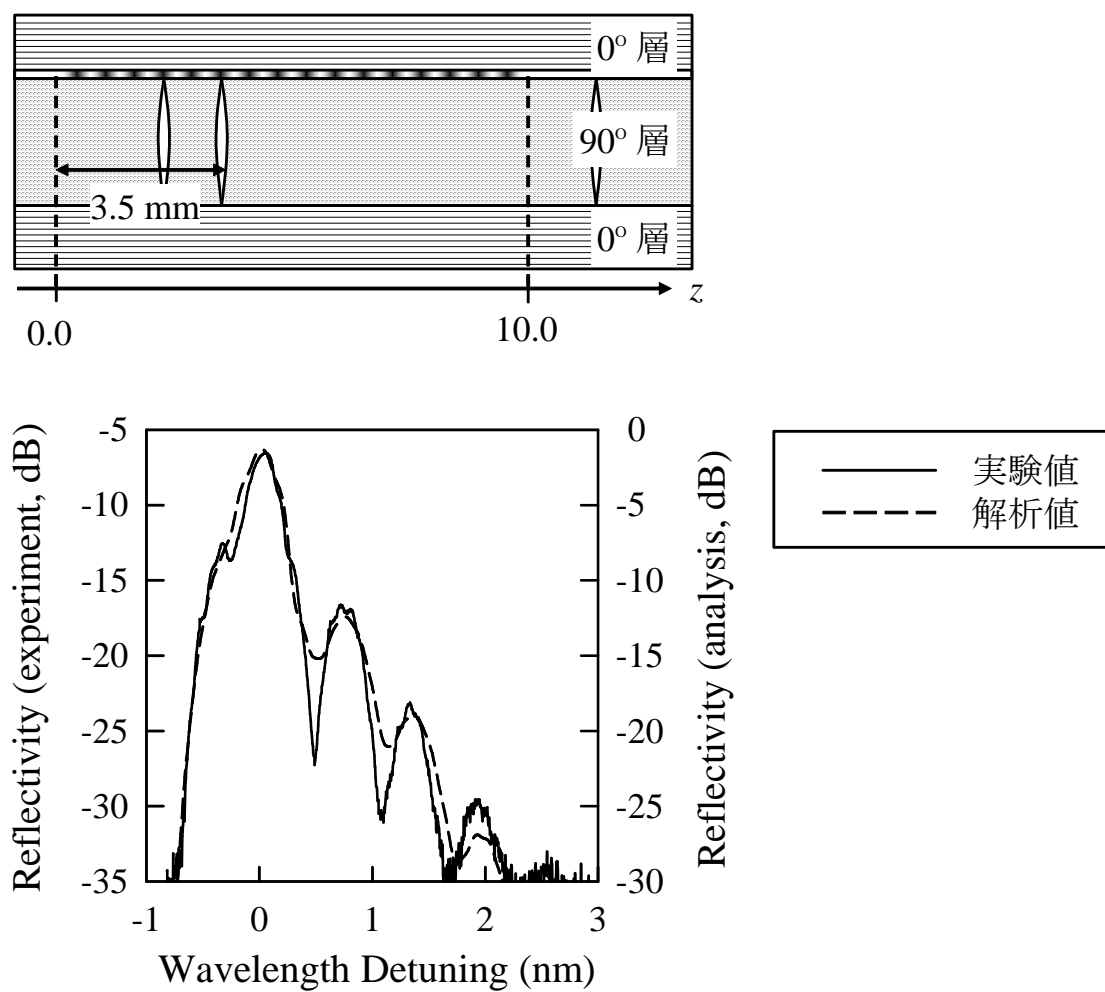 0° 層
90° 層
3.5 mm
0° 層
z
0.0
10.0
Reflectivity (experiment, dB)
-5
-10
-15
-20
-25
-30
-35
-1
0
1
2
3
Wavelength Detuning (nm)
0
-5
-10
-15
-20
-25
-30
Reflectivity (analysis, dB)
実験値
解析値